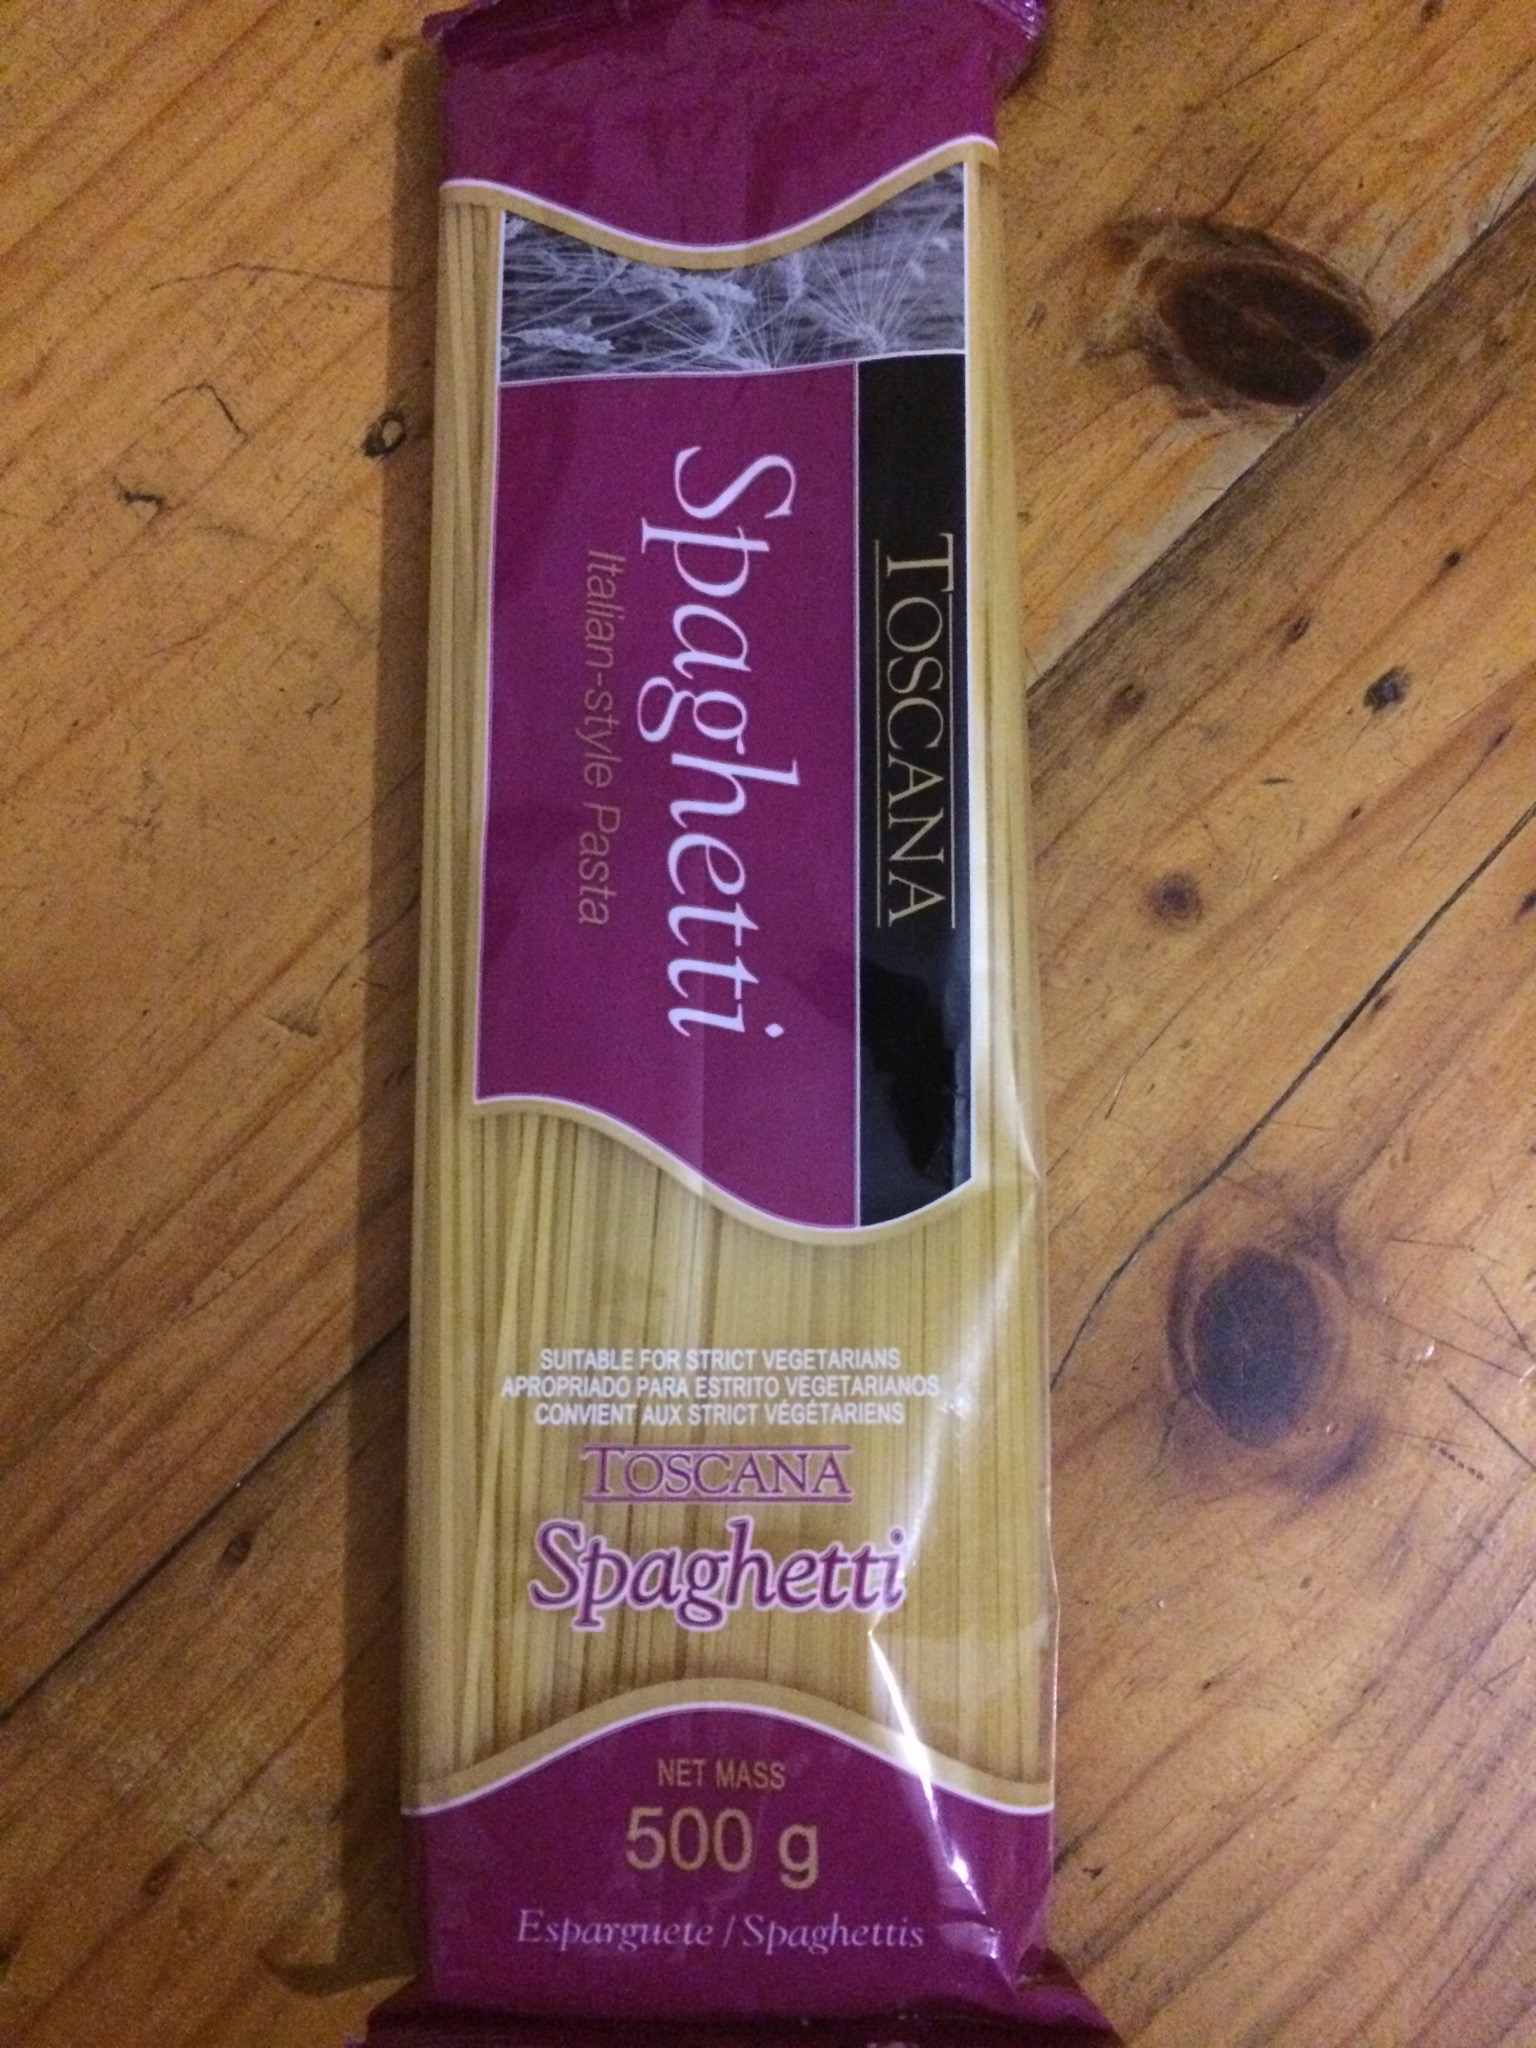 TOSCANA
Spaghetti
Italian-style Pasta
SUITABLE FOR STRICT VEGETARIANS
APROPRIADO PARA ESTRITO VEGETARIANOS
CONVIENT AUX STRICT VÉGÉTARIENS
TOSCANA
Spaghetti
NET MASS
500 g
Esparguete / Spaghettis